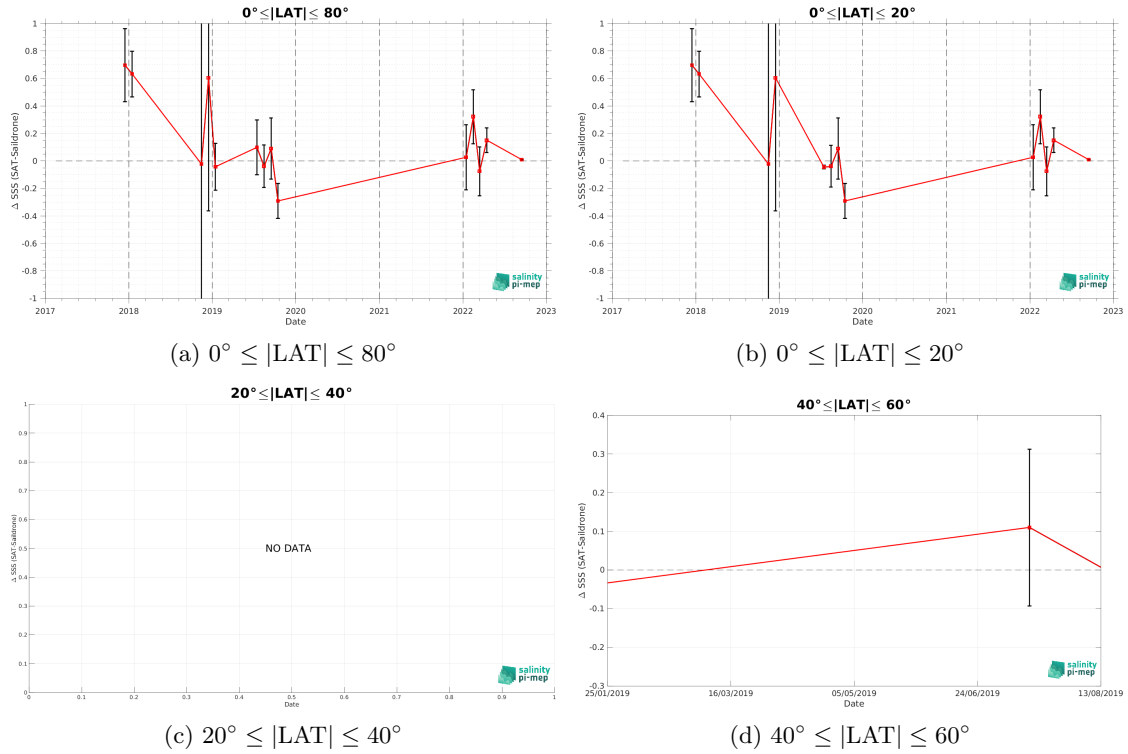 0°≤|LAT|≤ 80°
Δ SSS (SAT-Saildrone)
1
0.8
0.6
0.4
0.2
0
-0.2
-0.4
-0.6
-0.8
-1
2017 2018 2019 2020 2021 2022 2023
Date
salinity
pi-mep
(a) 0° ≤ |LAT| ≤ 80°
0°≤|LAT|≤ 20°
Δ SSS (SAT-Saildrone)
1
0.8
0.6
0.4
0.2
0
-0.2
-0.4
-0.6
-0.8
-1
2017 2018 2019 2020 2021 2022 2023
Date
salinity
pi-mep
(b) 0° ≤ |LAT| ≤ 20°
20°≤|LAT|≤ 40°
Δ SSS (SAT-Saildrone)
1
0.9
0.8
0.7
0.6
0.5
0.4
0.3
0.2
0.1
0
NO DATA
0 0.1 0.2 0.3 0.4 0.5 0.6 0.7 0.8 0.9 1
Date
salinity
pi-mep
(c) 20° ≤ |LAT| ≤ 40°
40°≤|LAT|≤ 60°
Δ SSS (SAT-Saildrone)
0.4
0.3
0.2
0.1
0
-0.1
-0.2
-0.3
25/01/2019 16/03/2019 05/05/2019 24/06/2019 13/08/2019
Date
salinity
pi-mep
(d) 40° ≤ |LAT| ≤ 60°